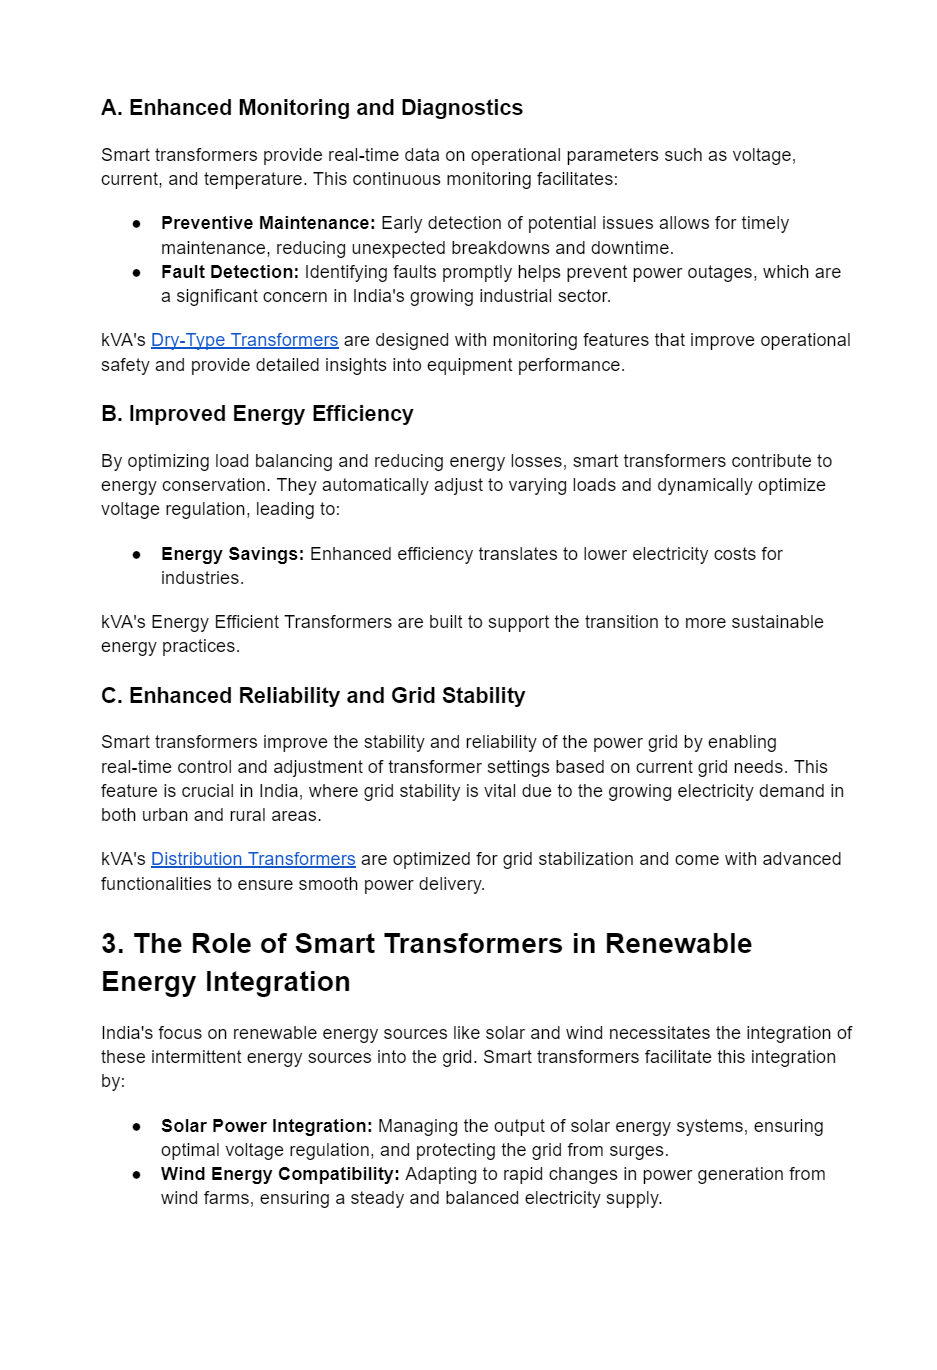 A. Enhanced Monitoring and Diagnostics
Smart transformers provide real-time data on operational parameters such as voltage,
current, and temperature. This continuous monitoring facilitates:
● Preventive Maintenance: Early detection of potential issues allows for timely
maintenance, reducing unexpected breakdowns and downtime.
● Fault Detection: Identifying faults promptly helps prevent power outages, which are
a significant concern in India's growing industrial sector.
kVA's Dry-Type Transformers are designed with monitoring features that improve operational
safety and provide detailed insights into equipment performance.
B. Improved Energy Efficiency
By optimizing load balancing and reducing energy losses, smart transformers contribute to
energy conservation. They automatically adjust to varying loads and dynamically optimize
voltage regulation, leading to:
● Energy Savings: Enhanced efficiency translates to lower electricity costs for
industries.
kVA's Energy Efficient Transformers are built to support the transition to more sustainable
energy practices.
C. Enhanced Reliability and Grid Stability
Smart transformers improve the stability and reliability of the power grid by enabling
real-time control and adjustment of transformer settings based on current grid needs. This
feature is crucial in India, where grid stability is vital due to the growing electricity demand in
both urban and rural areas.
kVA's Distribution Transformers are optimized for grid stabilization and come with advanced
functionalities to ensure smooth power delivery.
3. The Role of Smart Transformers in Renewable
Energy Integration
India's focus on renewable energy sources like solar and wind necessitates the integration of
these intermittent energy sources into the grid. Smart transformers facilitate this integration
by:
● Solar Power Integration: Managing the output of solar energy systems, ensuring
optimal voltage regulation, and protecting the grid from surges.
● Wind Energy Compatibility: Adapting to rapid changes in power generation from
wind farms, ensuring a steady and balanced electricity supply.